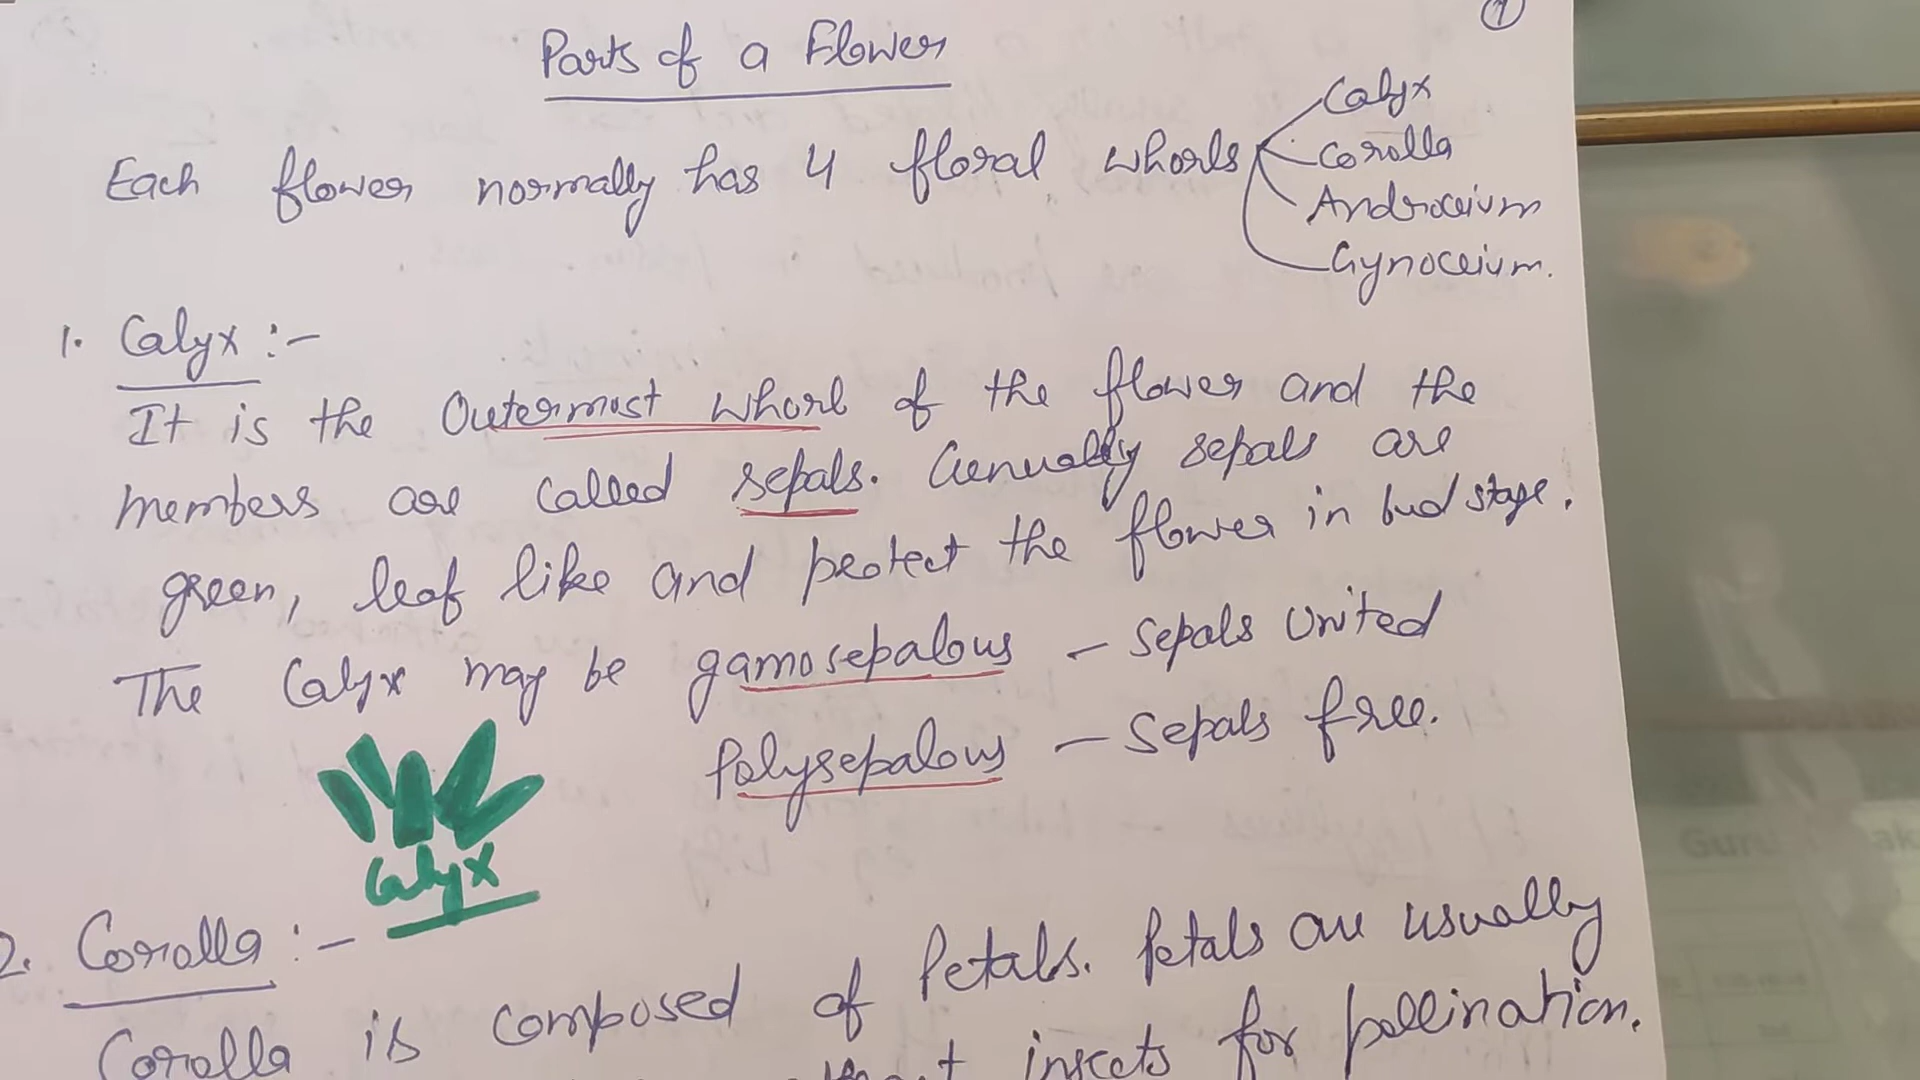 1
Parts of a Flower
Each flower normally has 4 floral whorls
Calyx
Corolla
Androceium
Gynoceium.
1. Calyx :-
It is the Outermost whorl of the flower and the
members are called sepals. Generally sepals are
green, leaf like and protect the flower in bud stage.
The Calyx may be gamosepalous - Sepals United
Polysepalous - Sepals free.
Calyx
2. Corolla :-
Corolla is composed of Petals. Petals are usually
insects for pollination.